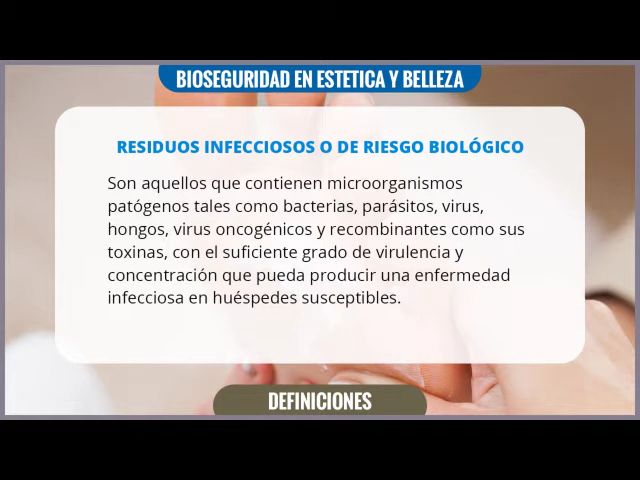 BIOSEGURIDAD EN ESTETICA Y BELLEZA
RESIDUOS INFECCIOSOS O DE RIESGO BIOLÓGICO
Son aquellos que contienen microorganismos
patógenos tales como bacterias, parásitos, virus,
hongos, virus oncogénicos y recombinantes como sus
toxinas, con el suficiente grado de virulencia y
concentración que pueda producir una enfermedad
infecciosa en huéspedes susceptibles.
DEFINICIONES